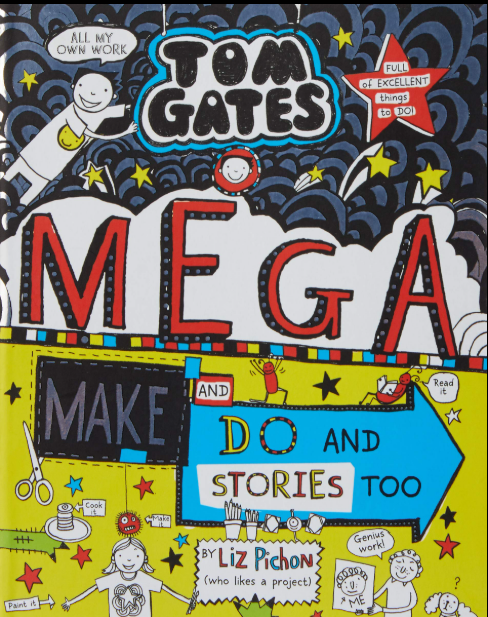 ALL MY
OWN WORK
TOM
GATES
FULL
of EXCELLENT
things
to DO!
MEGA
MAKE
AND
DO AND
STORIES TOO
Read
it
Cook
it
Make
it
BY LIZ PICHON
(who likes a project)
Genius
work!
Paint it
ME
?